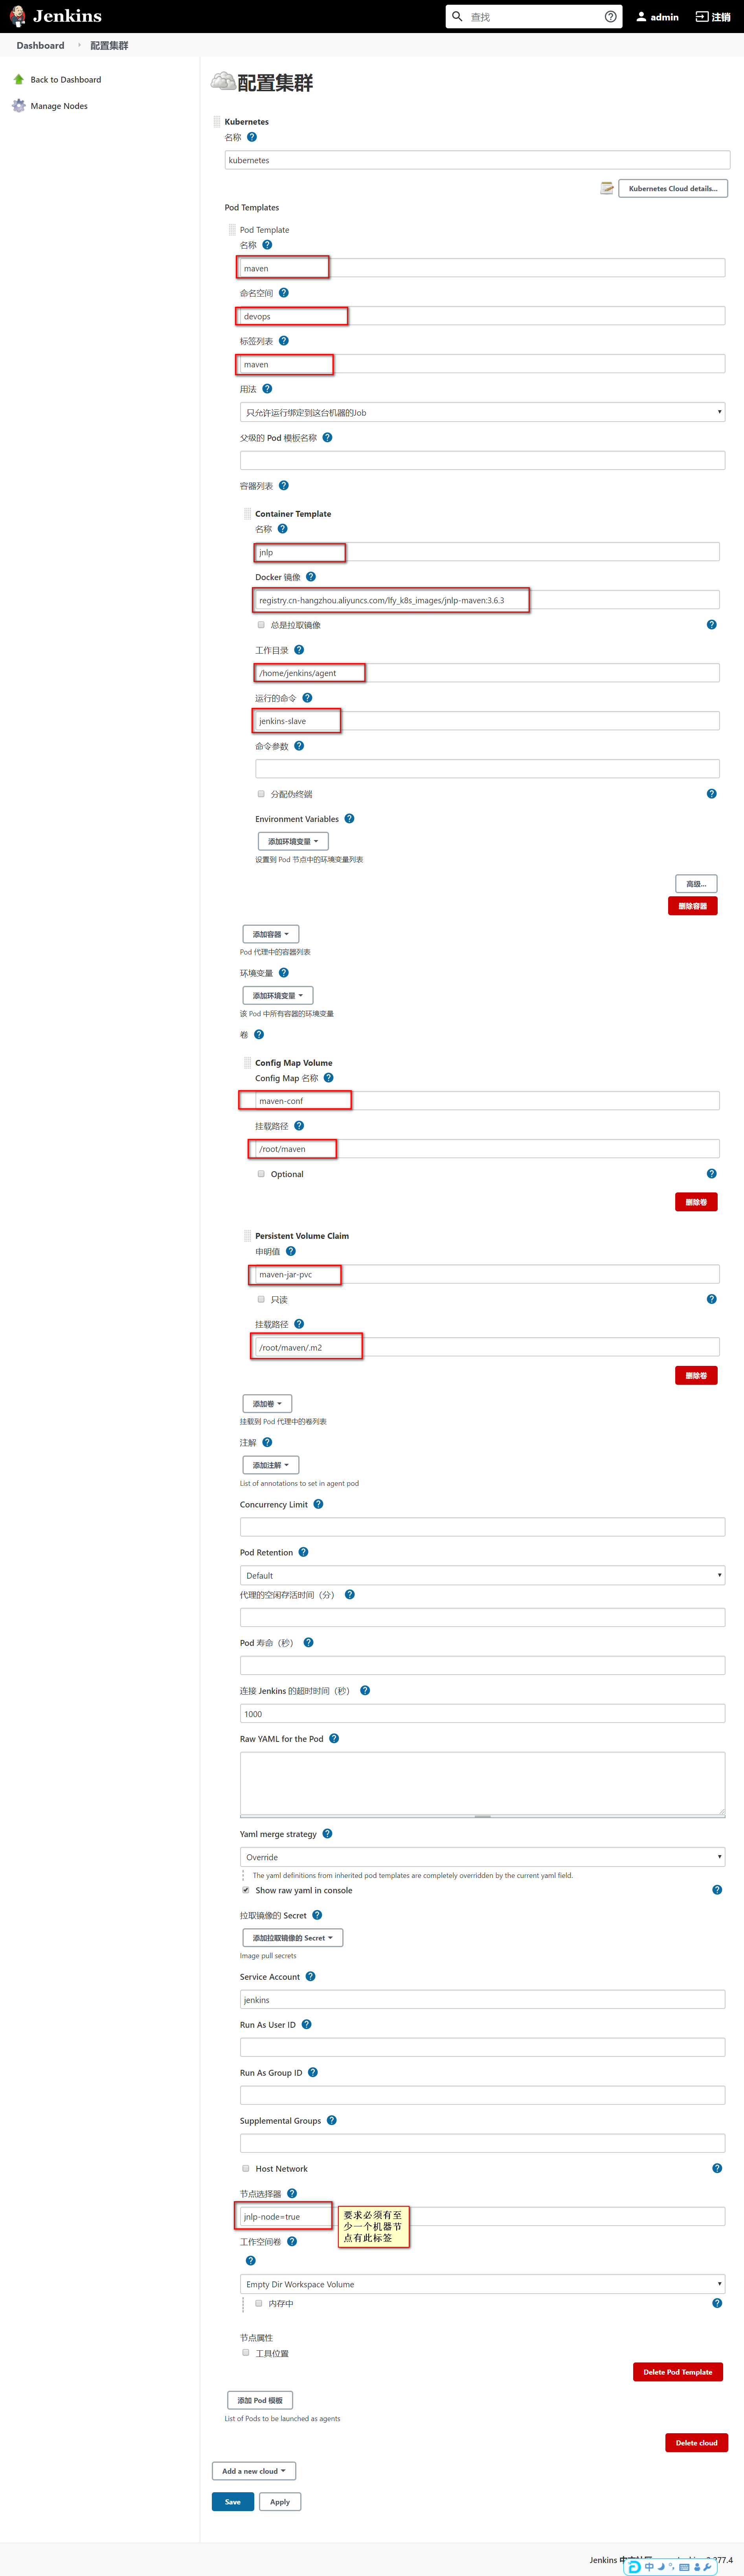 Jenkins
查找
admin
注销
Dashboard
配置集群
Back to Dashboard
Manage Nodes
配置集群
Kubernetes
名称
kubernetes
Kubernetes Cloud details...
Pod Templates
Pod Template
名称
maven
命名空间
devops
标签列表
maven
用法
只允许运行绑定到这台机器的Job
父级的 Pod 模板名称
容器列表
Container Template
名称
jnlp
Docker 镜像
registry.cn-hangzhou.aliyuncs.com/lfy_k8s_images/jnlp-maven:3.6.3
总是拉取镜像
工作目录
/home/jenkins/agent
运行的命令
jenkins-slave
命令参数
分配伪终端
Environment Variables
添加环境变量
设置到 Pod 节点中的环境变量列表
高级...
删除容器
添加容器
Pod 代理中的容器列表
环境变量
添加环境变量
该 Pod 中所有容器的环境变量
卷
Config Map Volume
Config Map 名称
maven-conf
挂载路径
/root/maven
Optional
删除卷
Persistent Volume Claim
申明值
maven-jar-pvc
只读
挂载路径
/root/maven/.m2
删除卷
添加卷
挂载到 Pod 代理中的卷列表
注解
添加注解
List of annotations to set in agent pod
Concurrency Limit
Pod Retention
Default
代理的空闲存活时间（分）
Pod 寿命（秒）
连接 Jenkins 的超时时间（秒）
1000
Raw YAML for the Pod
Yaml merge strategy
Override
The yaml definitions from inherited pod templates are completely overridden by the current yaml field.
Show raw yaml in console
拉取镜像的 Secret
添加拉取镜像的 Secret
Image pull secrets
Service Account
jenkins
Run As User ID
Run As Group ID
Supplemental Groups
Host Network
节点选择器
jnlp-node=true
要求必须有至
少一个机器节
点有此标签
工作空间卷
Empty Dir Workspace Volume
内存中
节点属性
工具位置
Delete Pod Template
添加 Pod 模板
List of Pods to be launched as agents
Delete cloud
Add a new cloud
Save
Apply
Jenkins
中